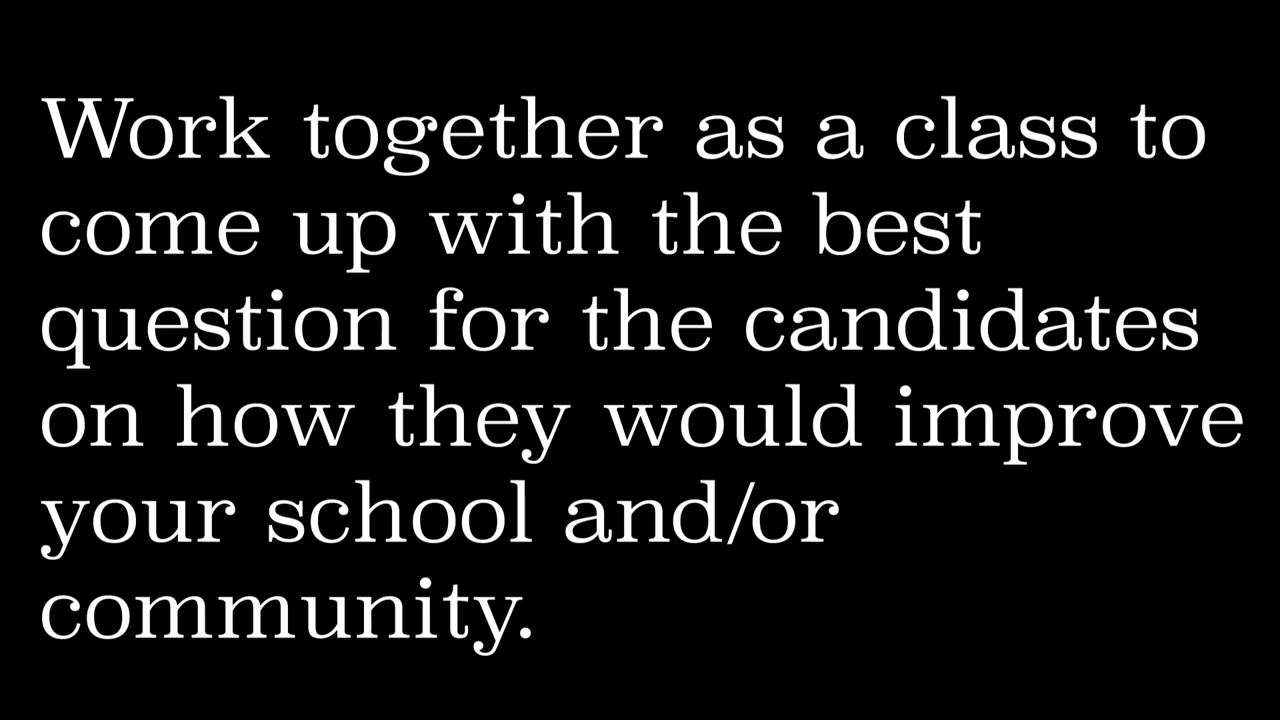 Work together as a class to
come up with the best
question for the candidates
on how they would improve
your school and/or
community.